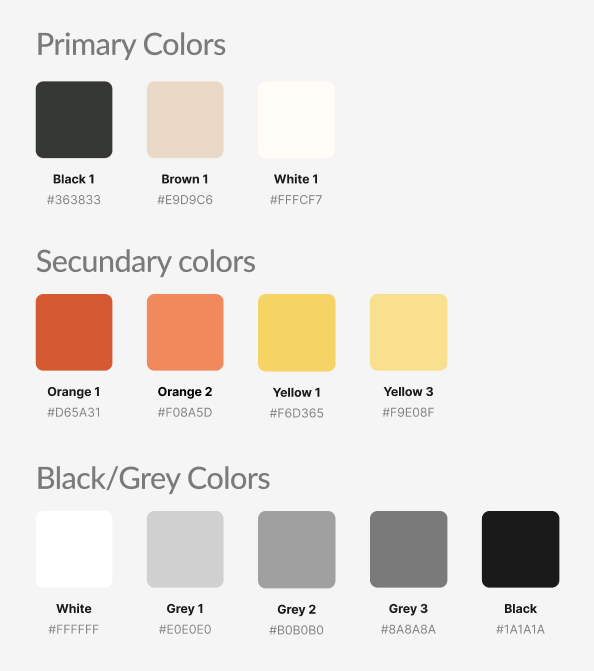 Primary Colors
Black 1 Brown 1 White 1
#363833 #E9D9C6 #FFFCF7
Secundary colors
Orange 1 Orange 2 Yellow 1 Yellow 3
#D65A31 #F08A5D #F6D365 #F9E08F
Black/Grey Colors
White Grey 1 Grey 2 Grey 3 Black
#FFFFFF #E0E0E0 #B0B0B0 #8A8A8A #1A1A1A